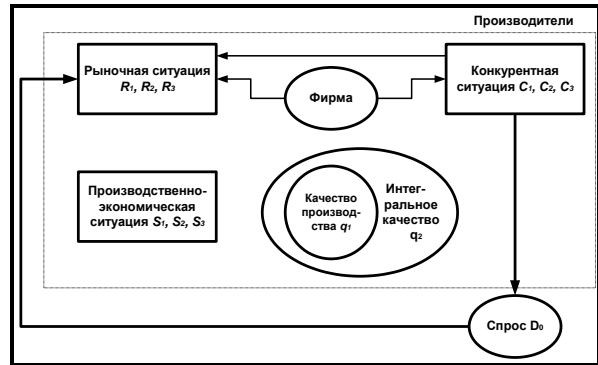 Производители
Рыночная ситуация
R₁, R₂, R₃
Фирма
Конкурентная
ситуация C₁, C₂, C₃
Производственно-
экономическая
ситуация S₁, S₂, S₃
Качество
производ-
ства q₁
Интег-
ральное
качество
q₂
Спрос D₀